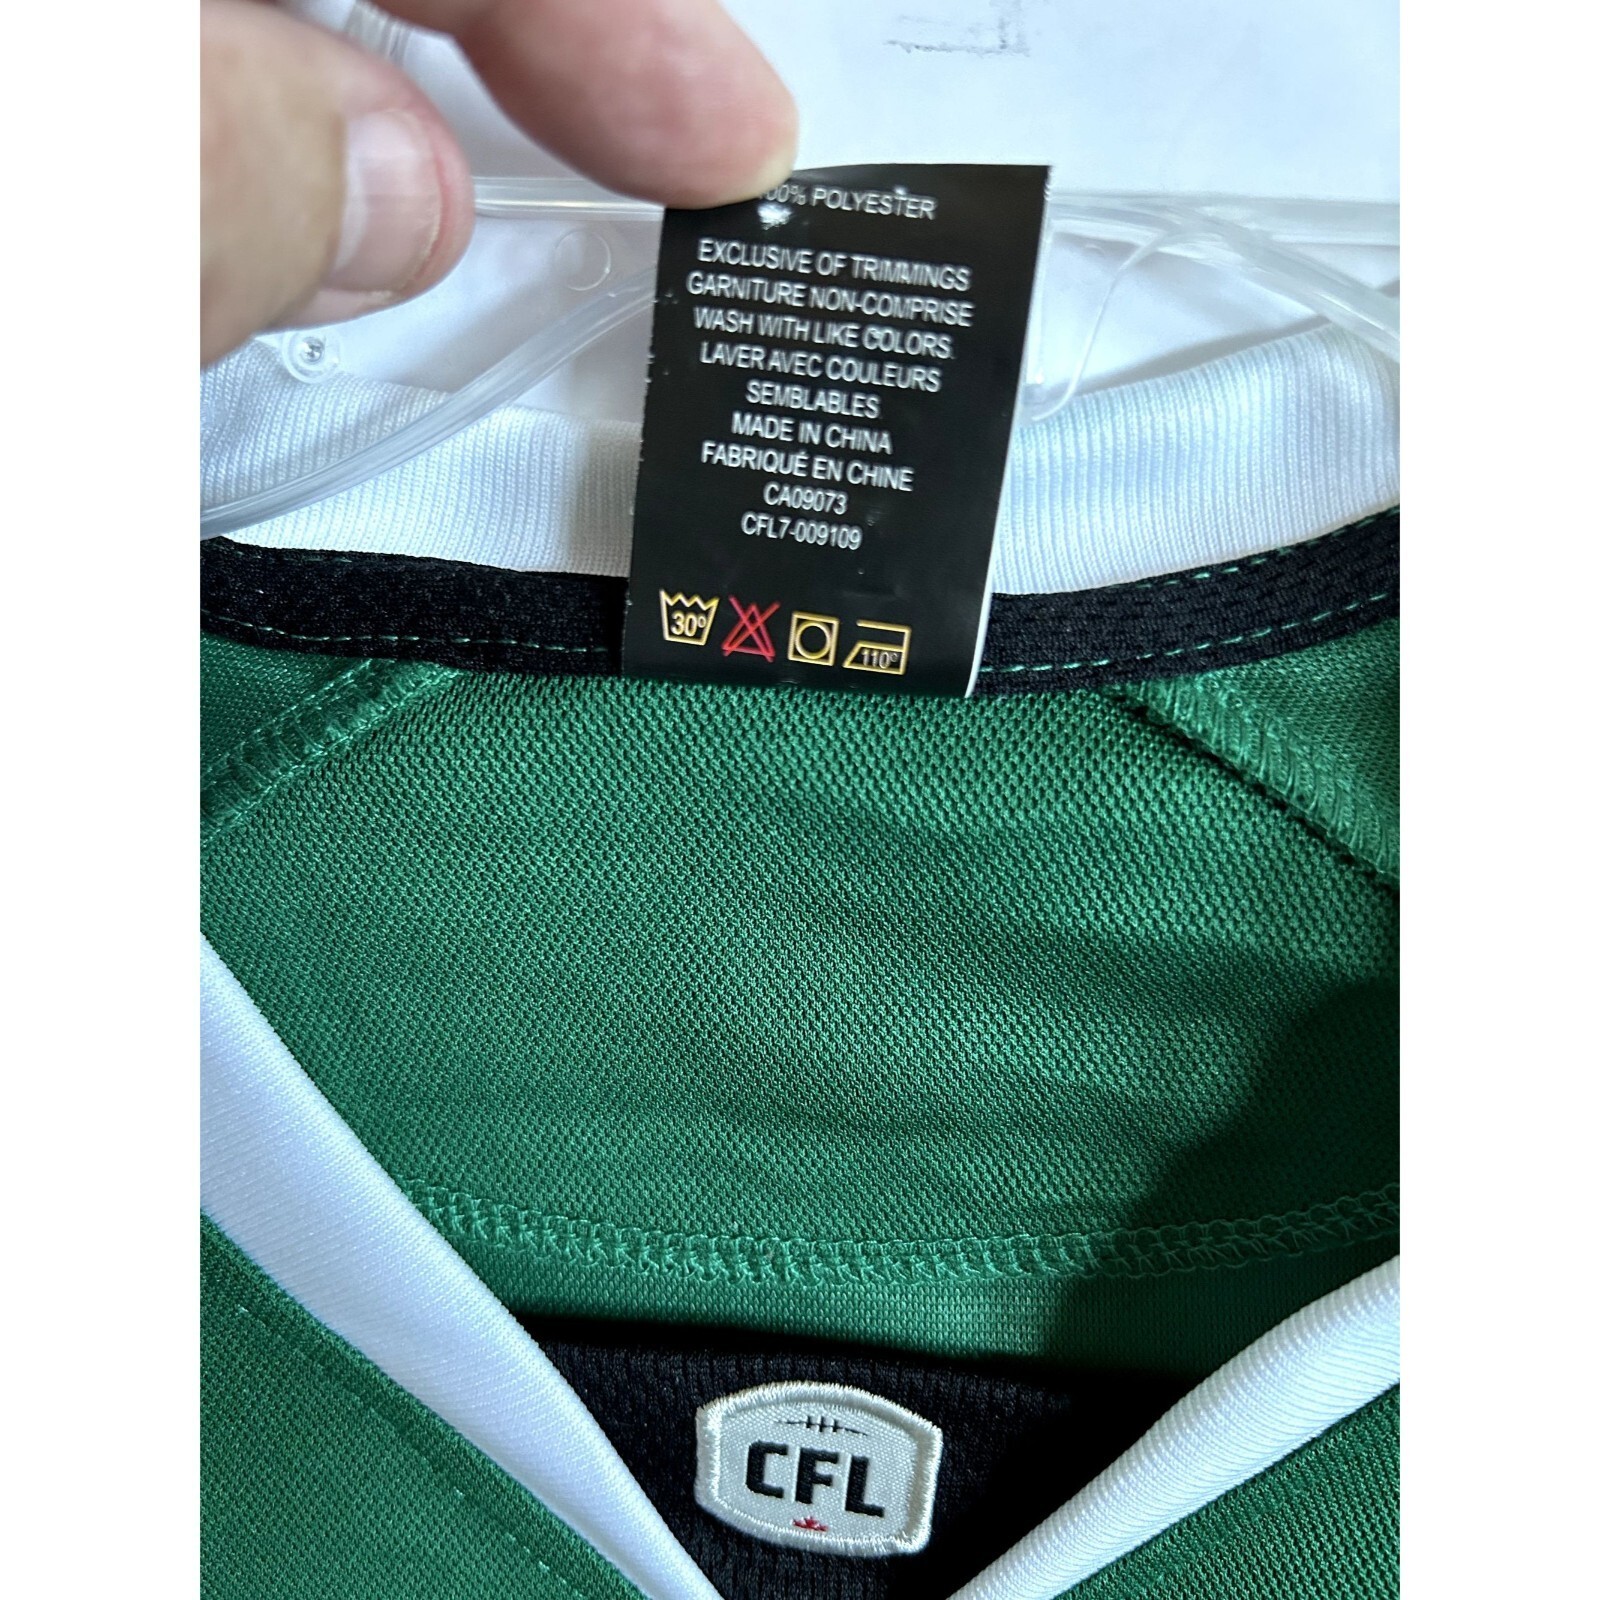 100% POLYESTER
EXCLUSIVE OF TRIMMINGS
GARNITURE NON-COMPRISE
WASH WITH LIKE COLORS.
LAVER AVEC COULEURS
SEMBLABLES
MADE IN CHINA
FABRIQUÉ EN CHINE
CA09073
CFL7-009109
30° 110°
CFL